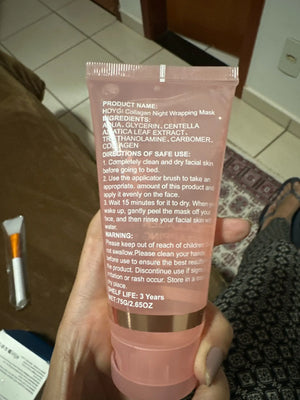 PRODUCT NAME:
HOYGI Collagen Night Wrapping Mask
INGREDIENTS:
AQUA, GLYCERIN, CENTELLA
ASIATICA LEAF EXTRACT,
TRIETHANOLAMINE, CARBOMER,
COLLAGEN
DIRECTIONS OF SAFE USE:
1. Completely clean and dry facial skin
before going to bed.
2. Use the applicator brush to take an
appropriate. amount of this product and
apply it evenly on the face.
3. Wait 15 minutes for it to dry. When you
wake up, gently peel the mask off your
face, and then rinse your facial skin with
water.
WARNING:
Please keep out of reach of children
not swallow.Please clean your hands
before use to ensure the best results
the product. Discontinue use if signs
irritation or rash occur. Store in a
dry place.
SHELF LIFE: 3 Years
NET:75G/2.65OZ